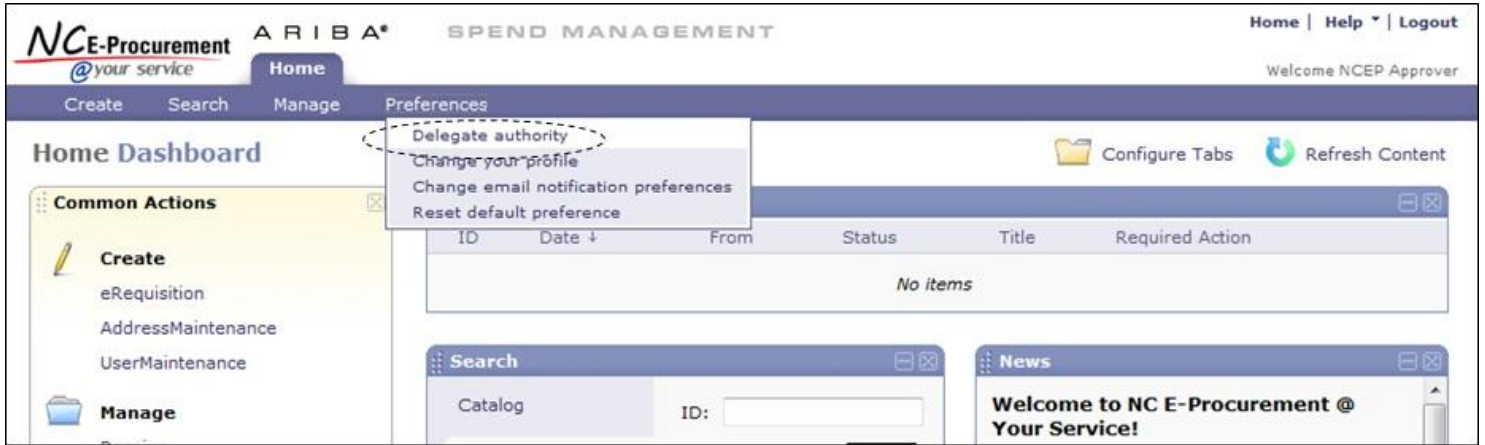 NCE-Procurement
@your service
ARIBA®
SPEND MANAGEMENT
Home | Help | Logout
Home
Welcome NCEP Approver
Create Search Manage Preferences
Delegate authority
Change your profile
Change email notification preferences
Reset default preference
Home Dashboard
Configure Tabs Refresh Content
Common Actions
ID Date ↓ From Status Title Required Action
No items
Create
eRequisition
AddressMaintenance
UserMaintenance
Manage
Search
Catalog
ID:
News
Welcome to NC E-Procurement @
Your Service!